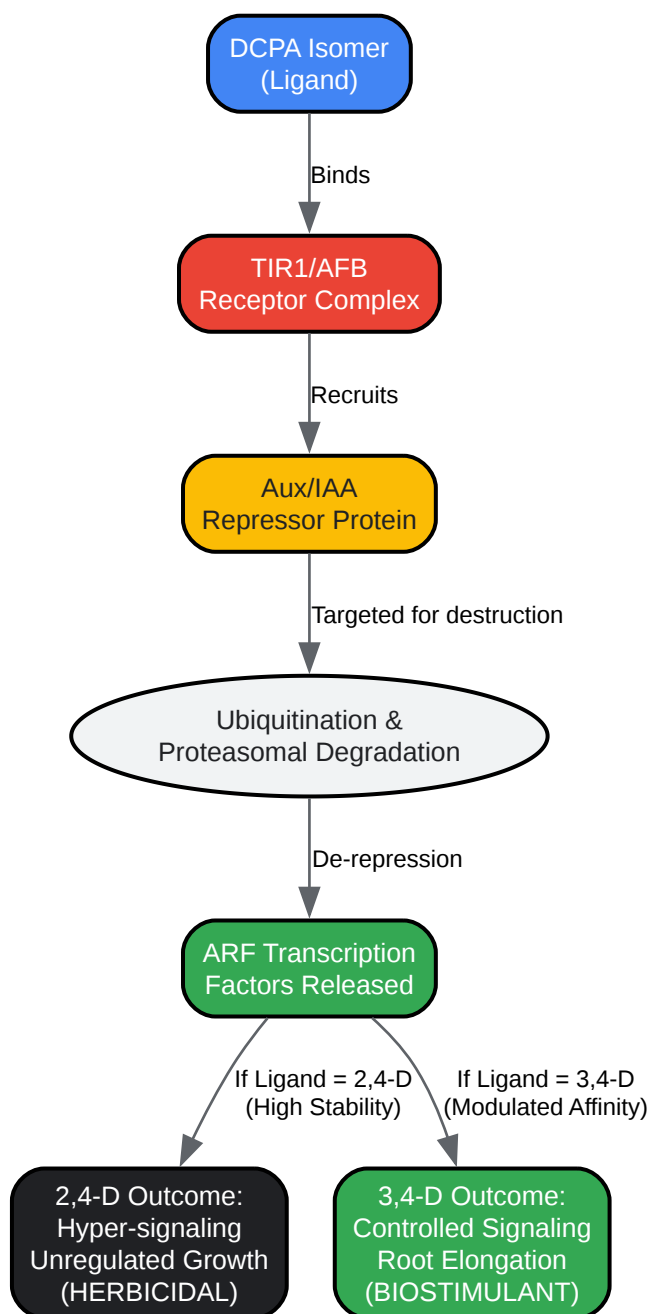 DCPA Isomer
(Ligand)
Binds
TIR1/AFB
Receptor Complex
Recruits
Aux/IAA
Repressor Protein
Targeted for destruction
Ubiquitination &
Proteasomal Degradation
De-repression
ARF Transcription
Factors Released
If Ligand = 2,4-D
(High Stability)
If Ligand = 3,4-D
(Modulated Affinity)
2,4-D Outcome:
Hyper-signaling
Unregulated Growth
(HERBICIDAL)
3,4-D Outcome:
Controlled Signaling
Root Elongation
(BIOSTIMULANT)